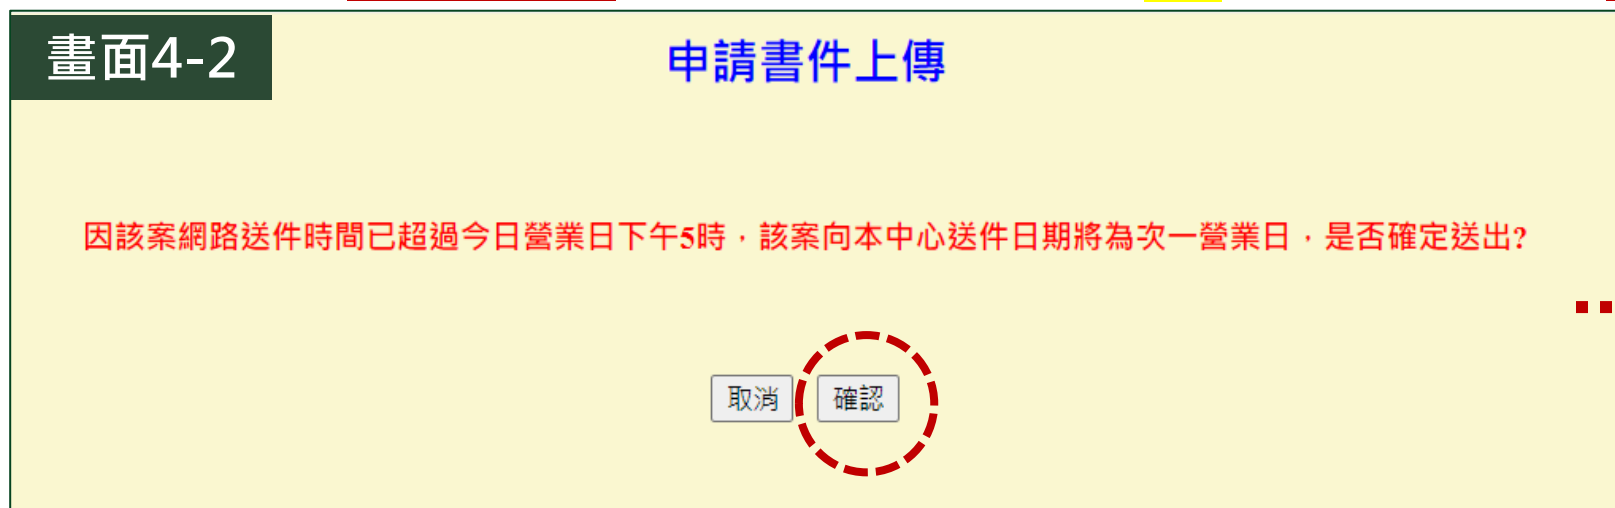 畫面4-2
申請書件上傳
因該案網路送件時間已超過今日營業日下午5時，該案向本中心送件日期將為次一營業日，是否確定送出?
取消 確認